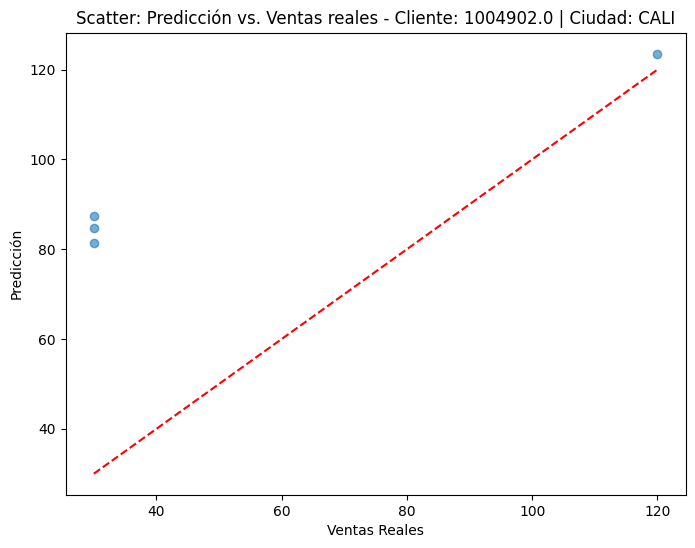 Scatter: Predicción vs. Ventas reales - Cliente: 1004902.0 | Ciudad: CALI
120
100
80
60
40
Predicción
40 60 80 100 120
Ventas Reales